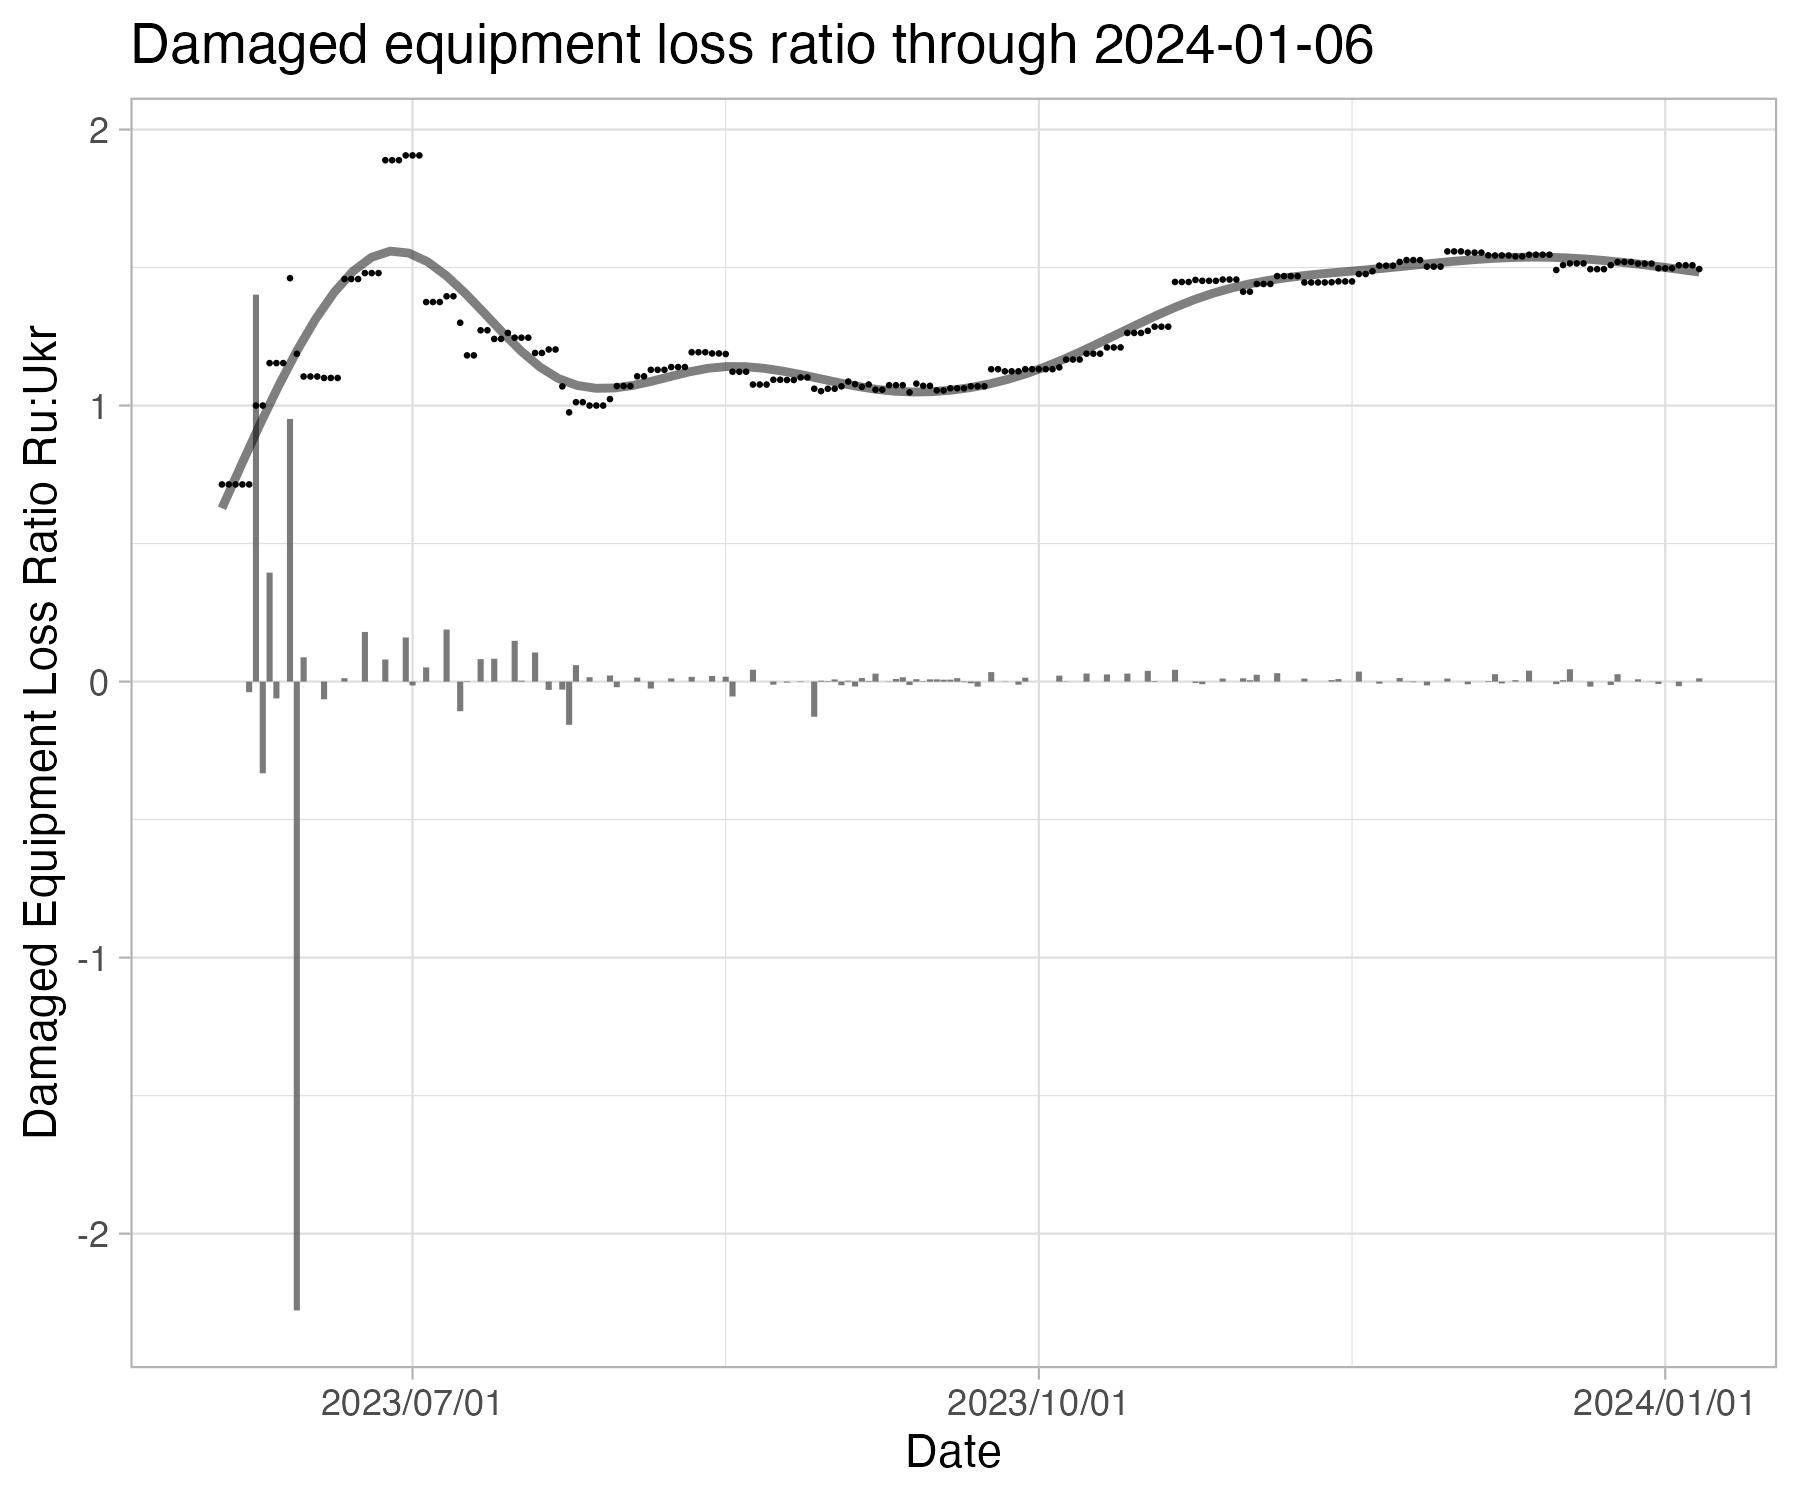 Damaged equipment loss ratio through 2024-01-06
Damaged Equipment Loss Ratio Ru:Ukr
2
1
0
-1
-2
2023/07/01
2023/10/01
2024/01/01
Date